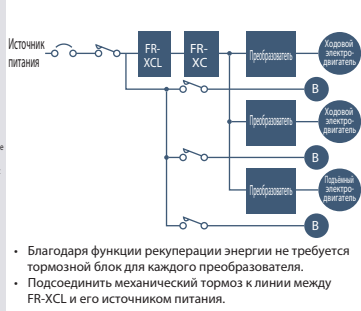 Источник
питания
FR-
XCL
FR-
XC
Преобразователь
Ходовой
электро-
двигатель
B
Преобразователь
Ходовой
электро-
двигатель
B
Преобразователь
Подъёмный
электро-
двигатель
B
• Благодаря функции рекуперации энергии не требуется
тормозной блок для каждого преобразователя.
• Подсоединить механический тормоз к линии между
FR-XCL и его источником питания.